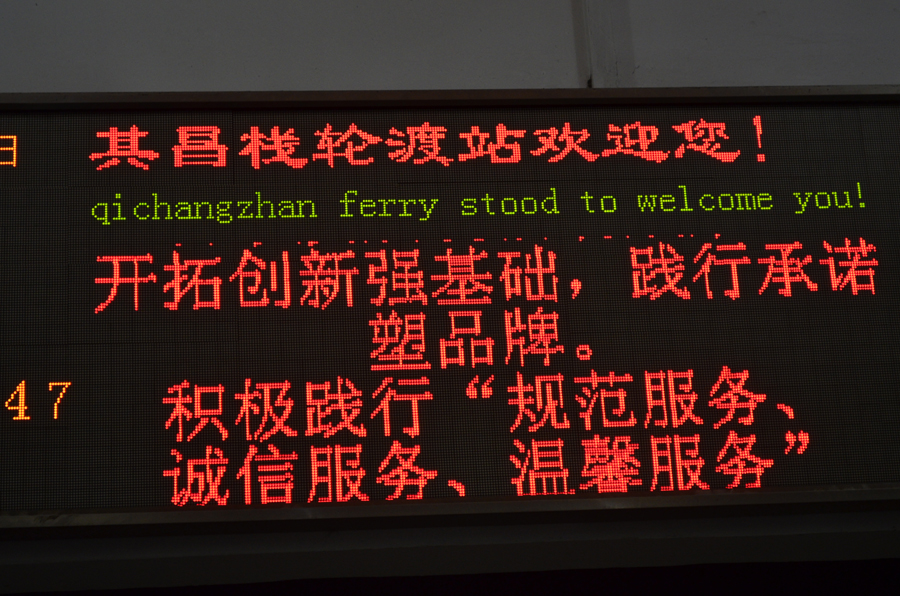 日
其昌栈轮渡站欢迎您!
qichangzhan ferry stood to welcome you!
开拓创新强基础，践行承诺
塑品牌。
47
积极践行“规范服务、
诚信服务、温馨服务”